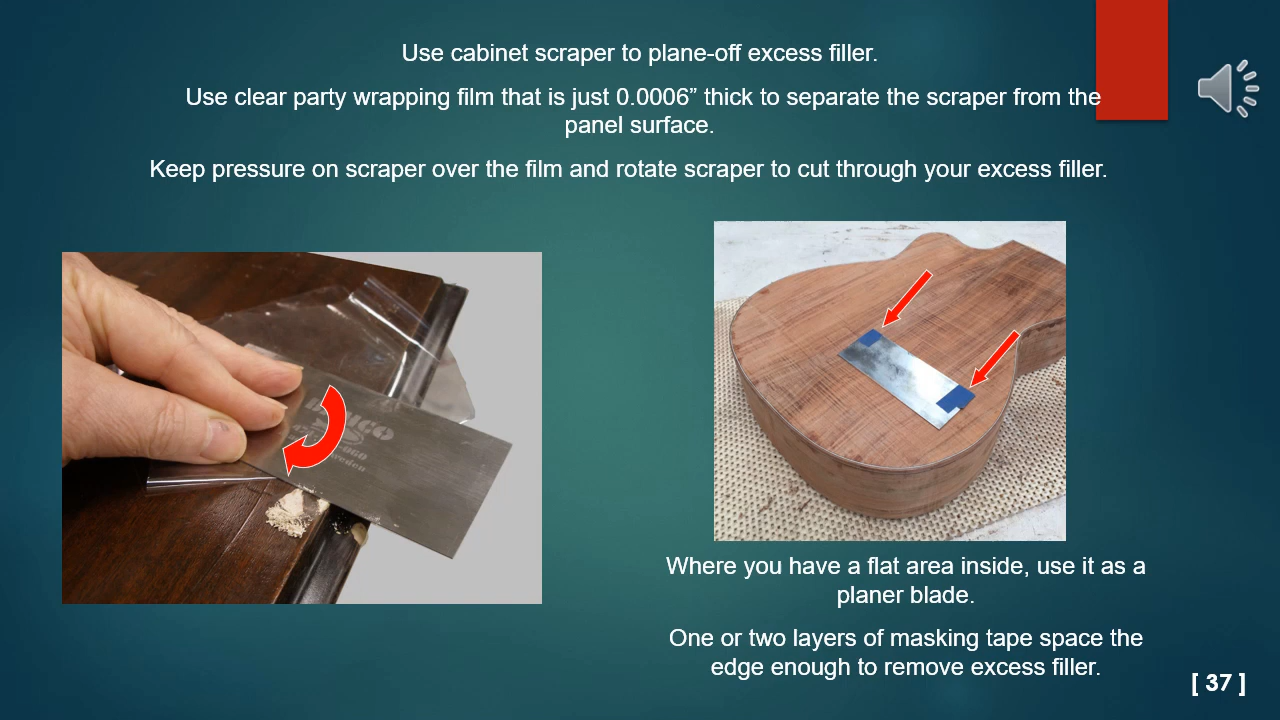 Use cabinet scraper to plane-off excess filler.
Use clear party wrapping film that is just 0.0006” thick to separate the scraper from the
panel surface.
Keep pressure on scraper over the film and rotate scraper to cut through your excess filler.
Where you have a flat area inside, use it as a
planer blade.
One or two layers of masking tape space the
edge enough to remove excess filler.
[ 37 ]